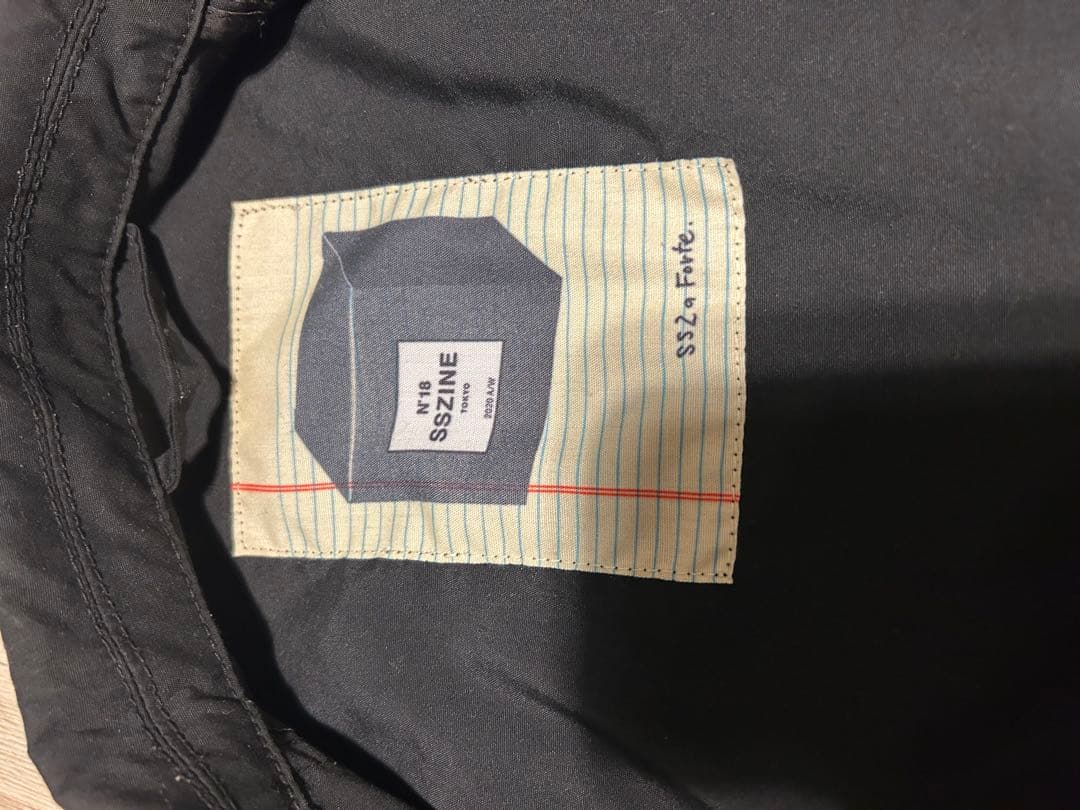 N°18
SSZINE
TOKYO
2020 A/W
SSZ a Forte.